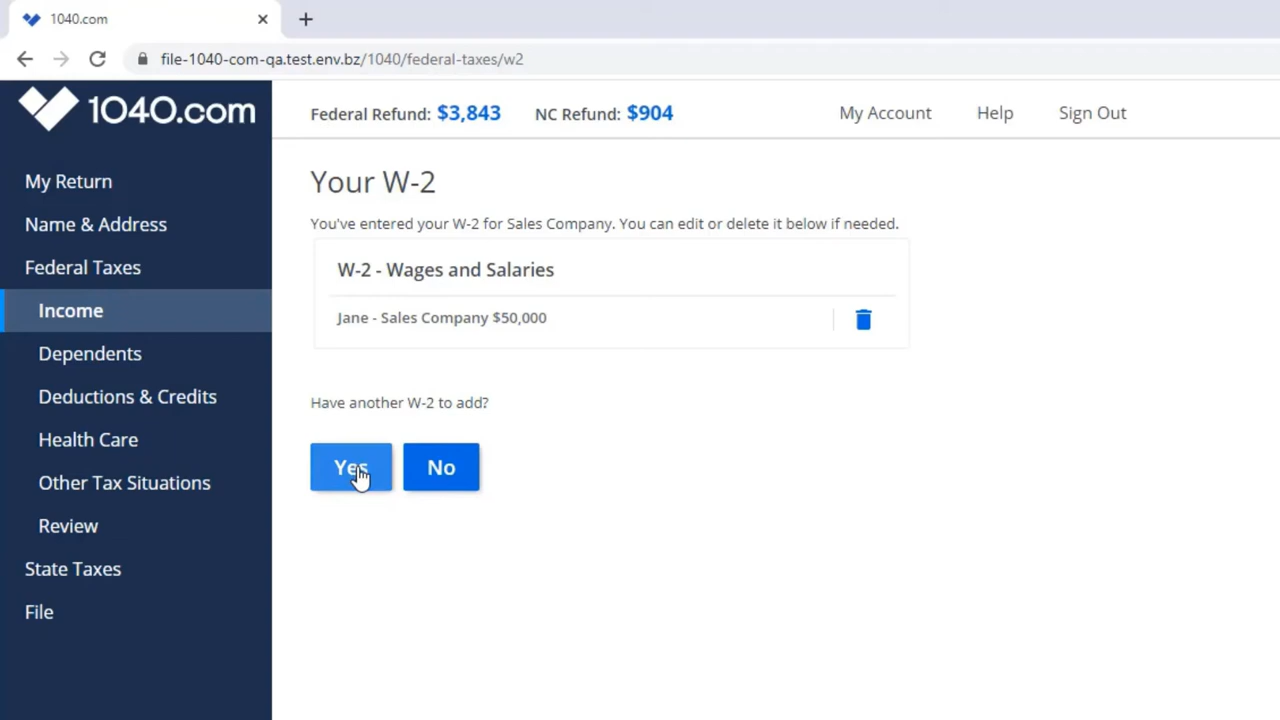 1040.com
file-1040-com-qa.test.env.bz/1040/federal-taxes/w2
1040.com
Federal Refund: $3,843 NC Refund: $904 My Account Help Sign Out
My Return
Name & Address
Federal Taxes
Income
Dependents
Deductions & Credits
Health Care
Other Tax Situations
Review
State Taxes
File
Your W-2
You've entered your W-2 for Sales Company. You can edit or delete it below if needed.
W-2 - Wages and Salaries
Jane - Sales Company $50,000
Have another W-2 to add?
Yes No